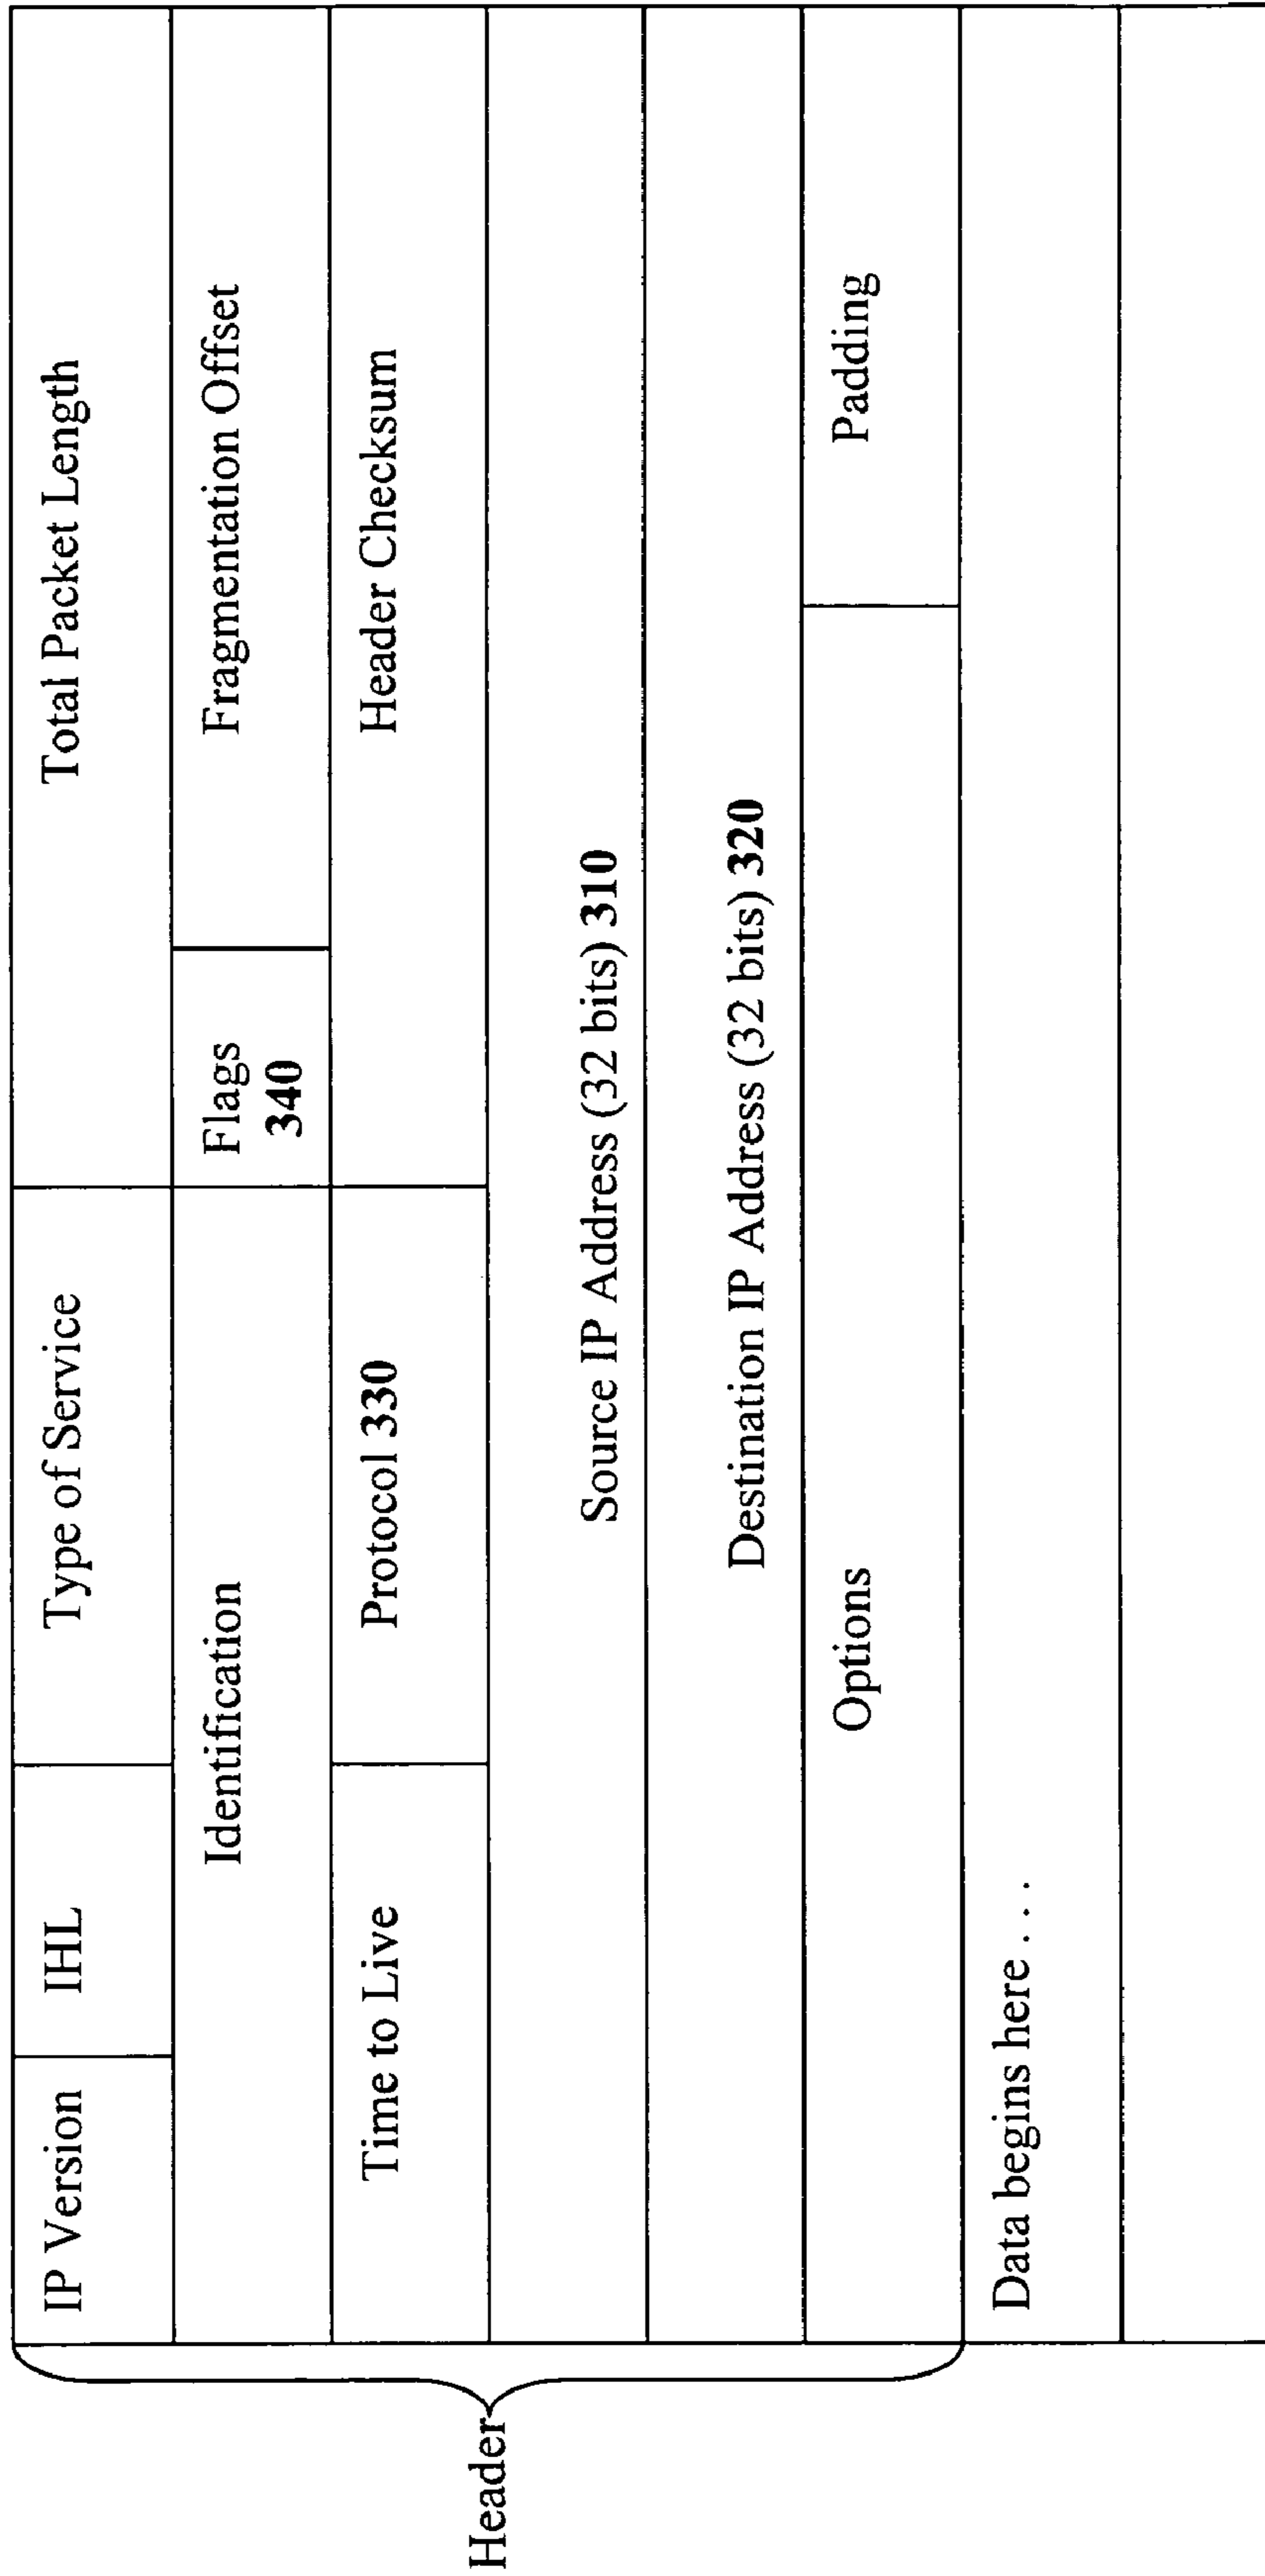 IP Version IHL Type of Service Total Packet Length
Identification Flags 340 Fragmentation Offset
Time to Live Protocol 330 Header Checksum
Header
Source IP Address (32 bits) 310
Destination IP Address (32 bits) 320
Options Padding
Data begins here . . .